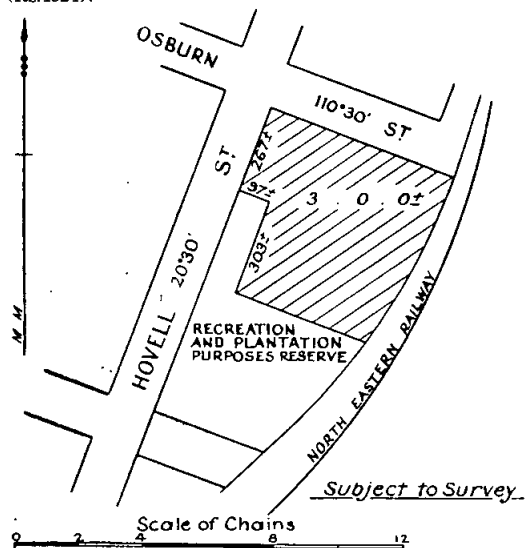 OSBURN
110°30' ST
267±
97±
3 . 0 . 0±
303±
HOVELL 20°30' ST
RECREATION
AND PLANTATION
PURPOSES RESERVE
NORTH EASTERN RAILWAY
M M
Subject to Survey
Scale of Chains
0 2 4 8 12